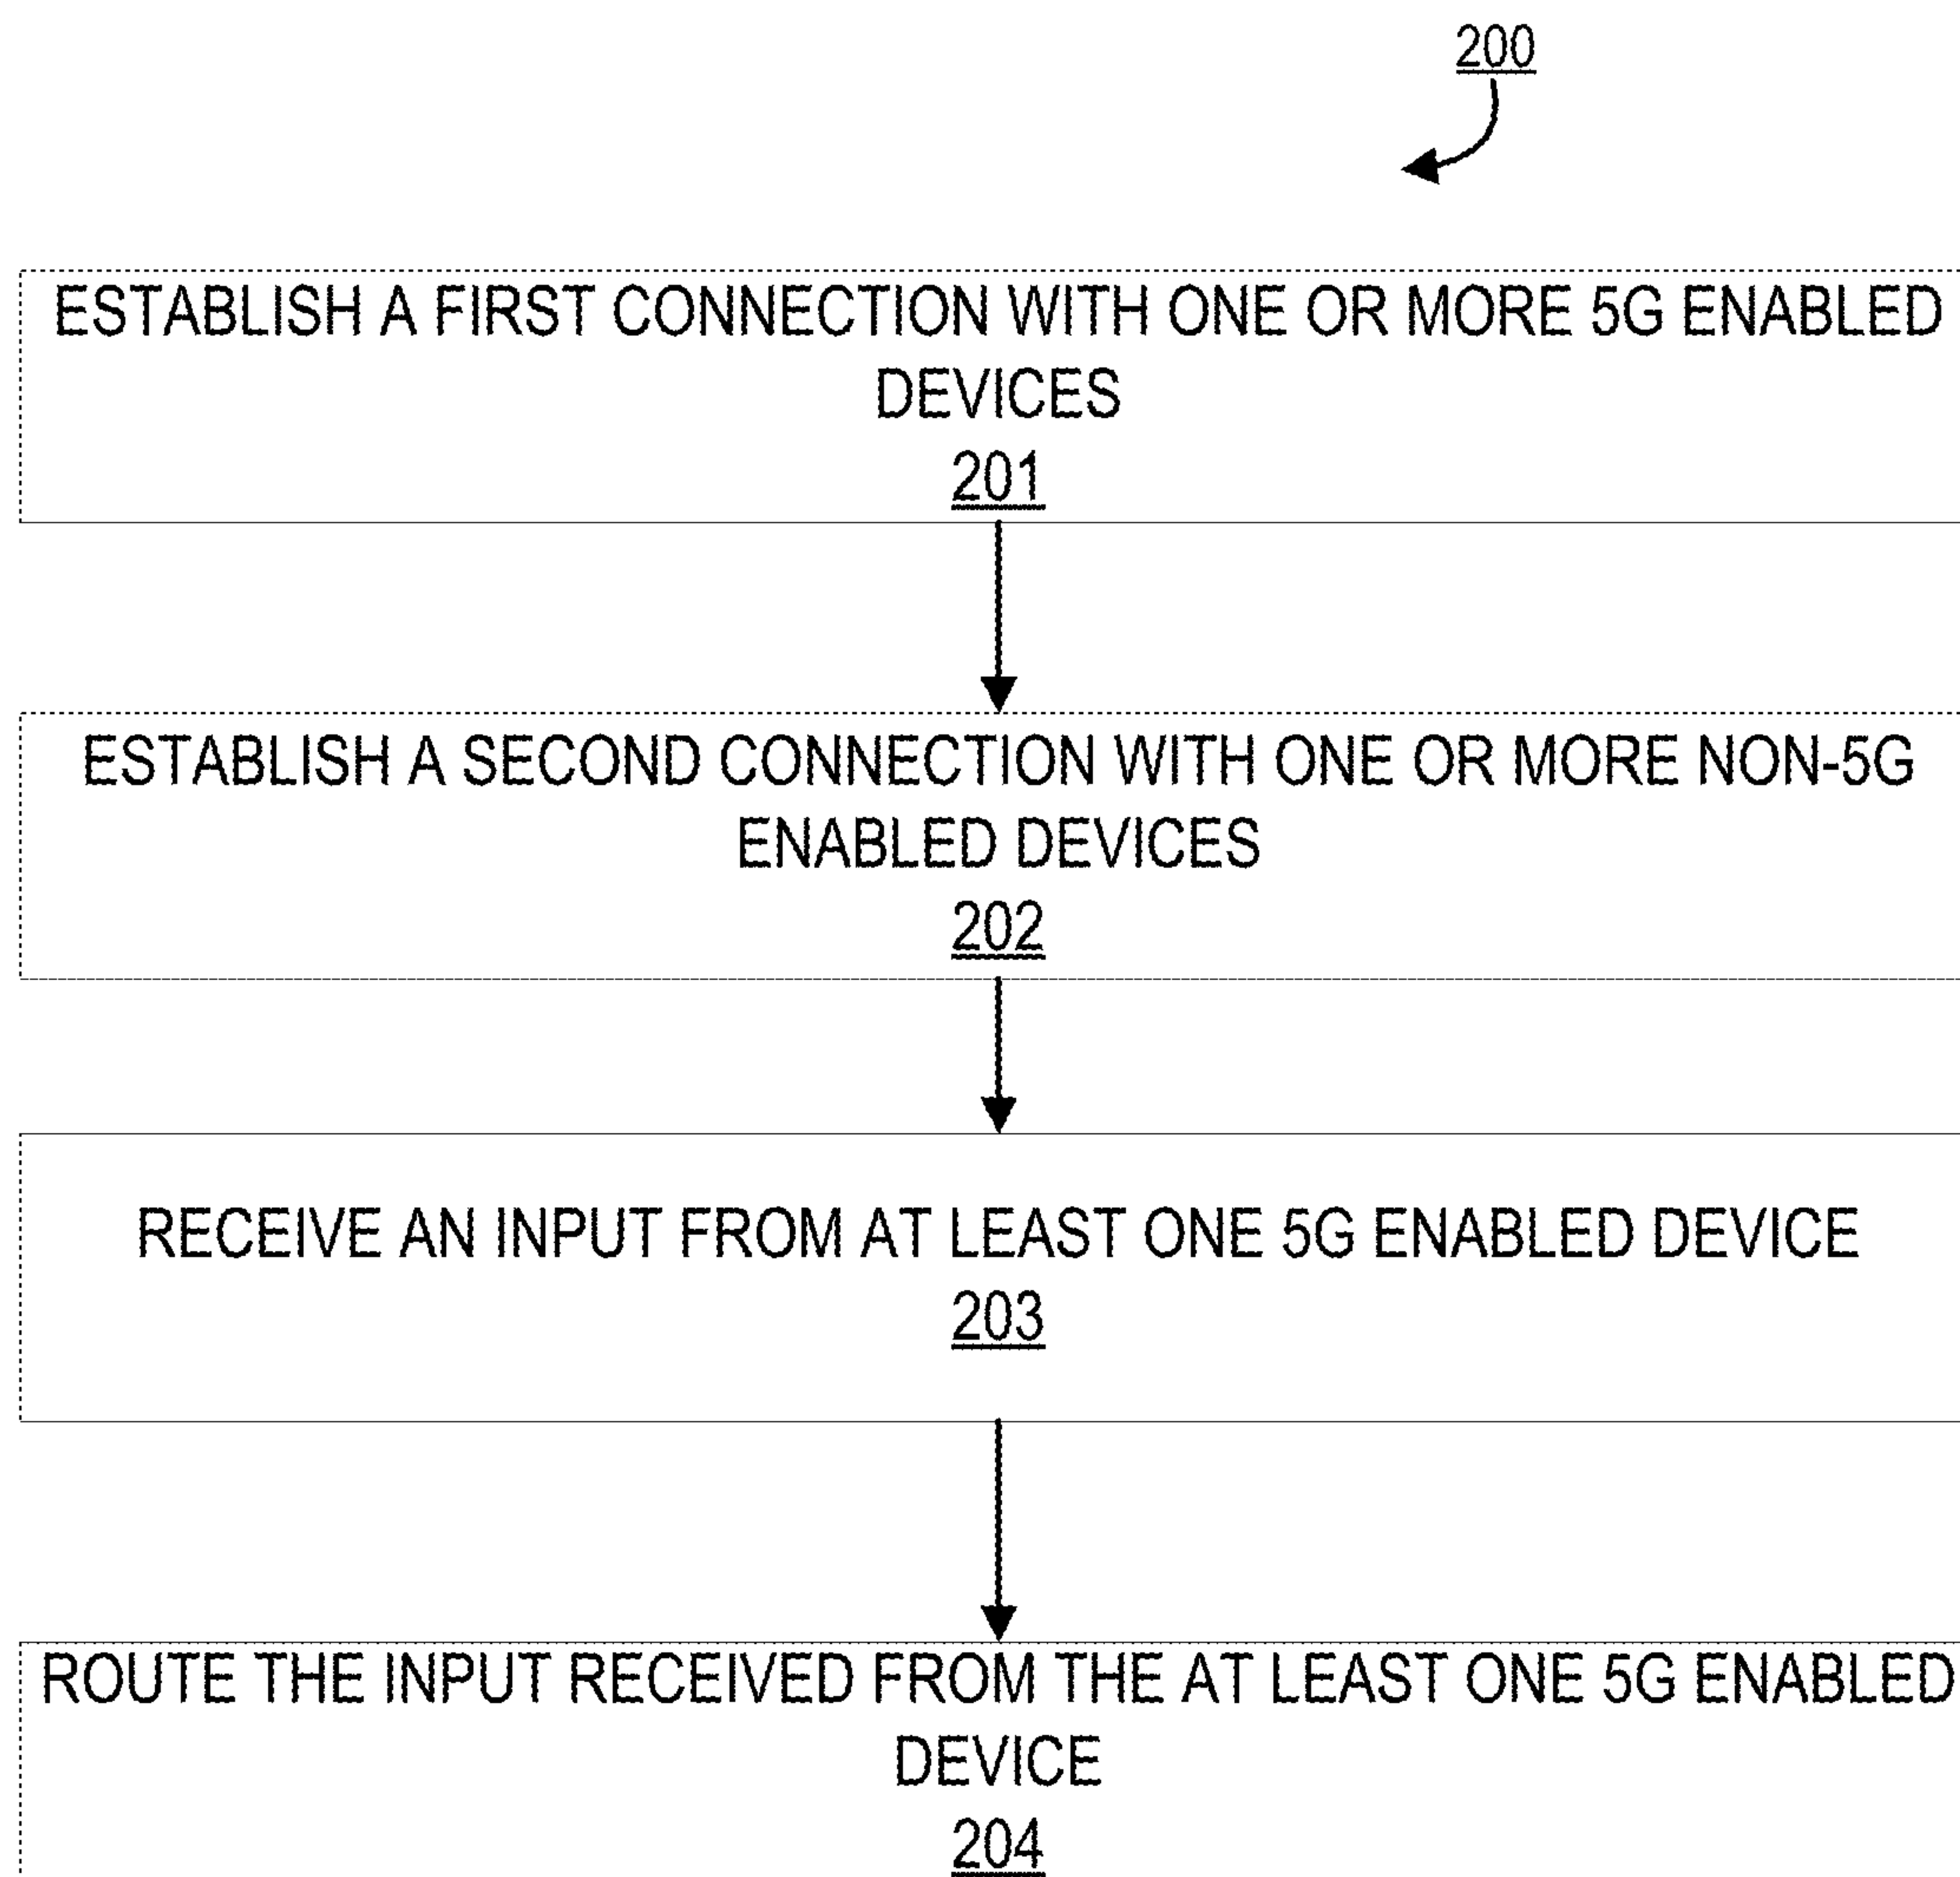 200
ESTABLISH A FIRST CONNECTION WITH ONE OR MORE 5G ENABLED
DEVICES
201
ESTABLISH A SECOND CONNECTION WITH ONE OR MORE NON-5G
ENABLED DEVICES
202
RECEIVE AN INPUT FROM AT LEAST ONE 5G ENABLED DEVICE
203
ROUTE THE INPUT RECEIVED FROM THE AT LEAST ONE 5G ENABLED
DEVICE
204